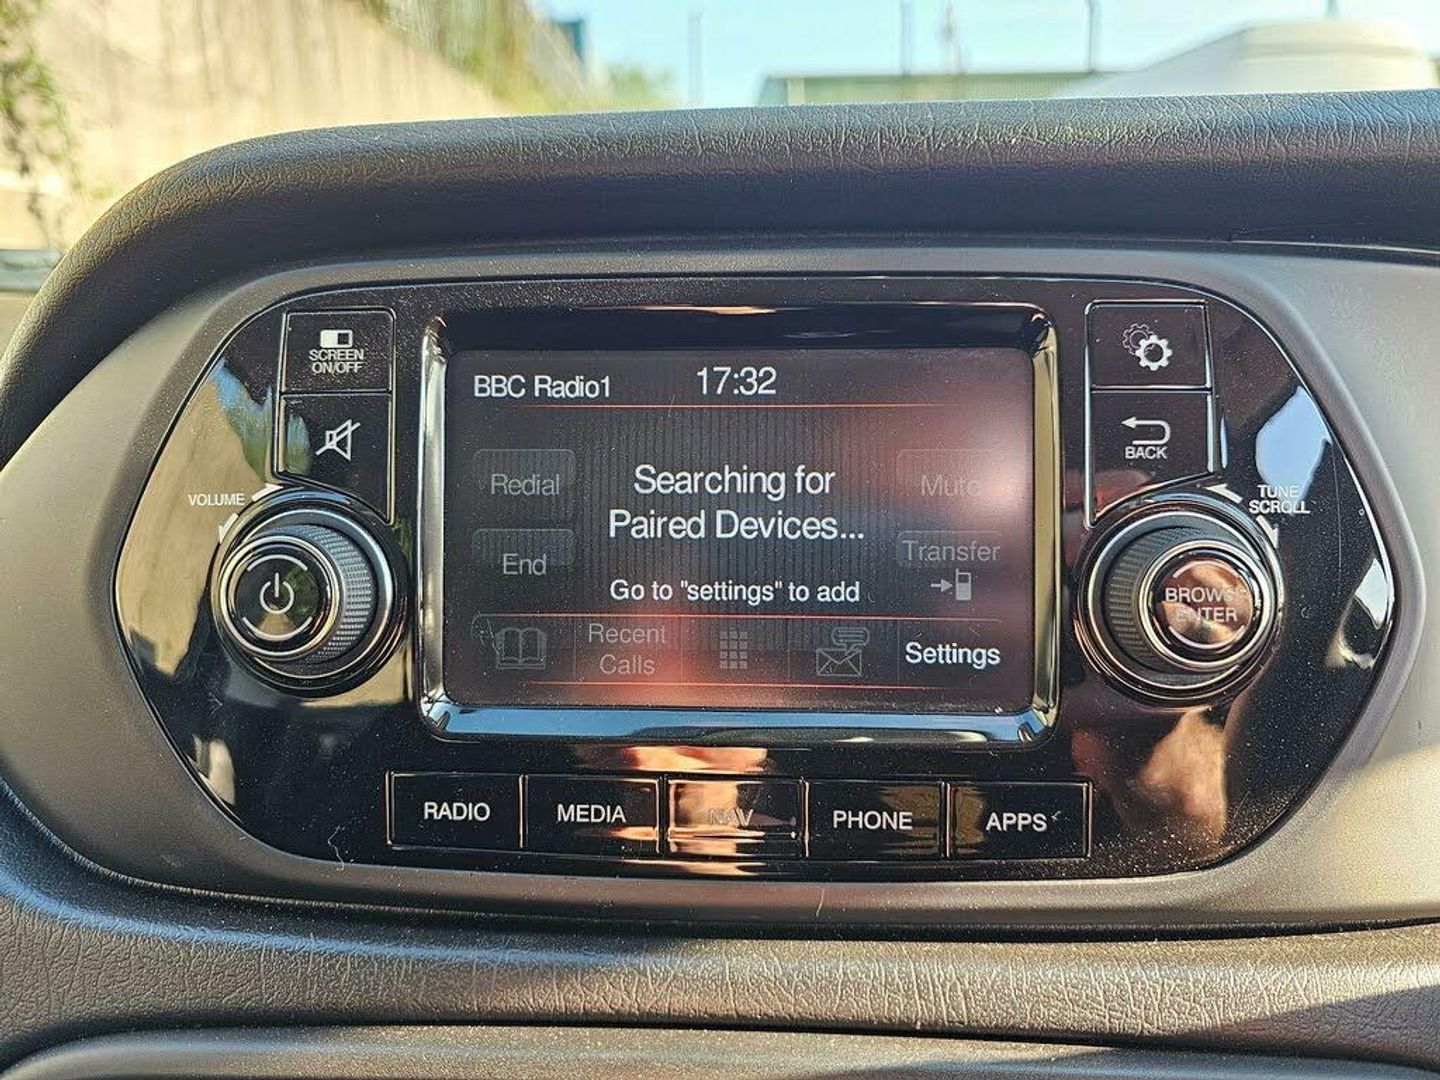 SCREEN
ON/OFF
VOLUME
BBC Radio1
17:32
Redial
Searching for
Paired Devices...
Mute
End
Transfer
Go to "settings" to add
Recent
Calls
Settings
BACK
TUNE
SCROLL
BROWSE
ENTER
RADIO
MEDIA
NAV
PHONE
APPS